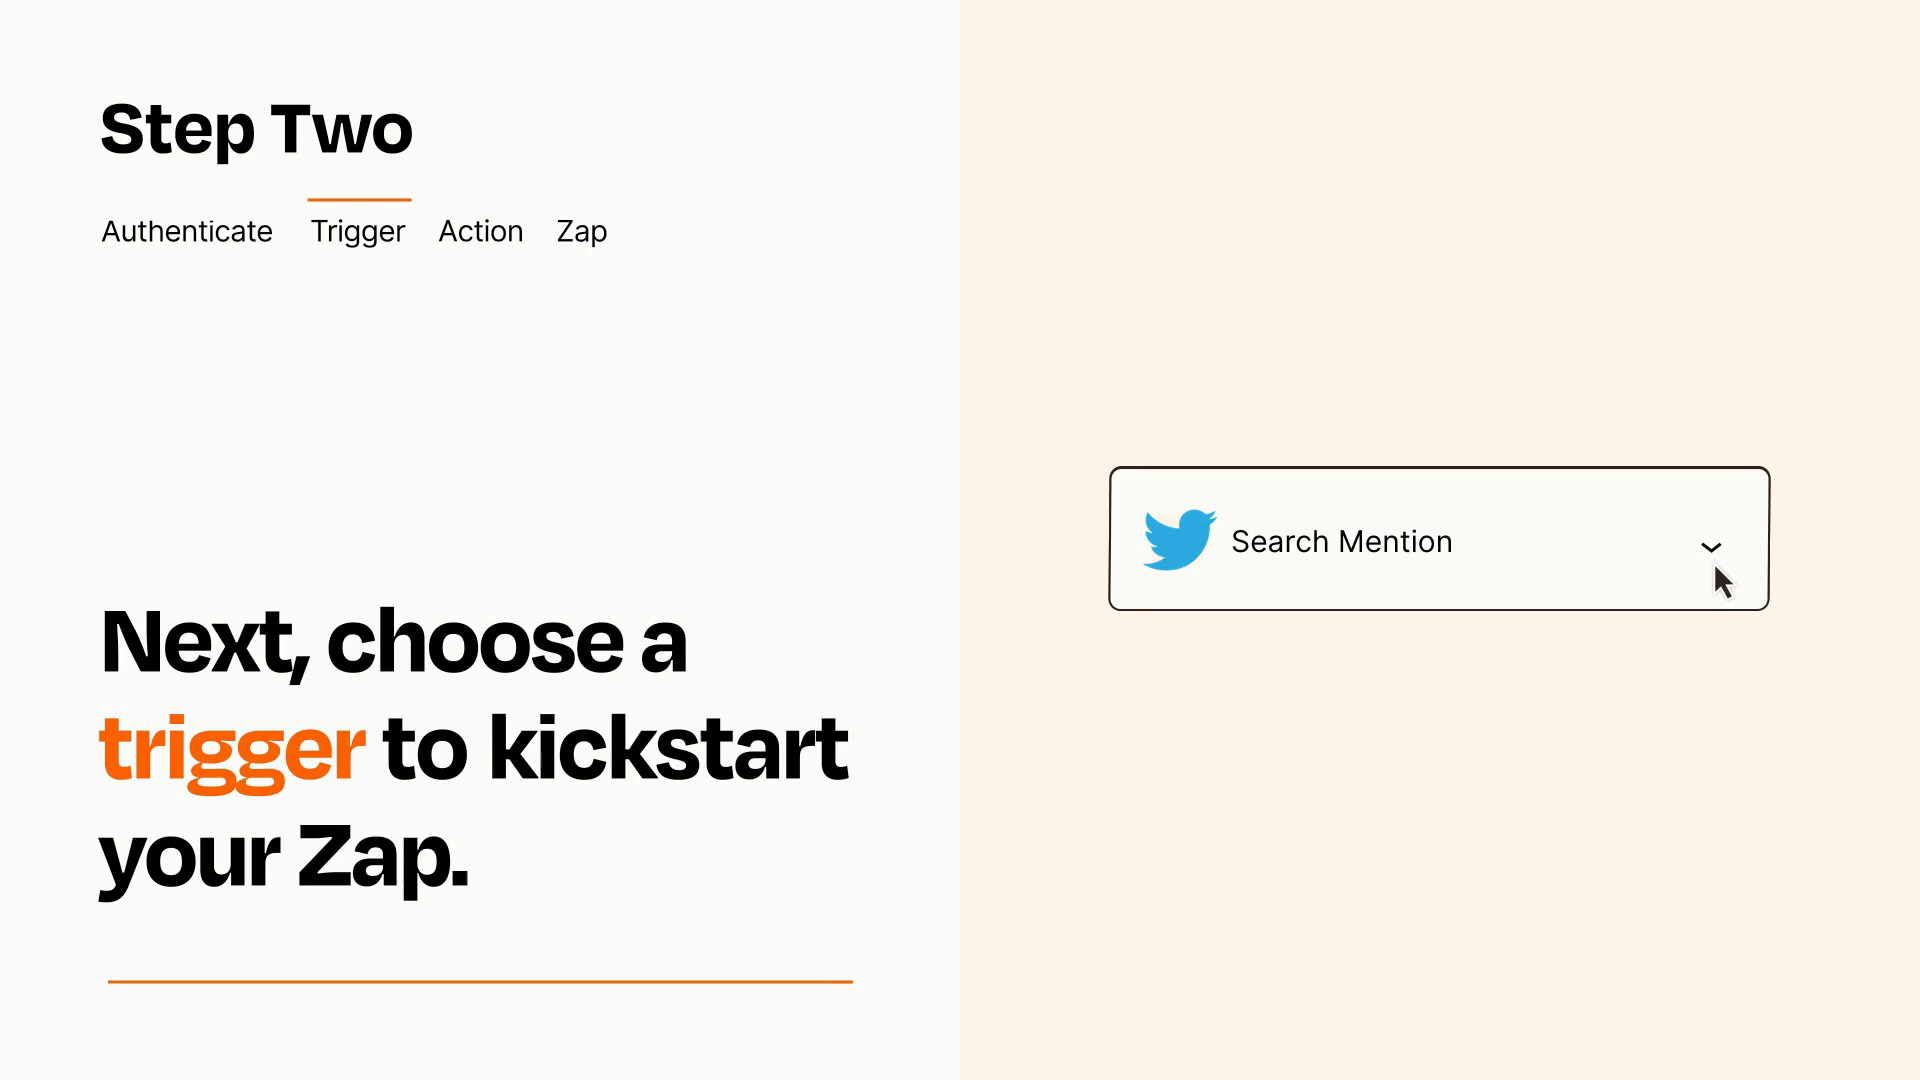 Step Two
Authenticate Trigger Action Zap
Next, choose a
trigger to kickstart
your Zap.
Search Mention